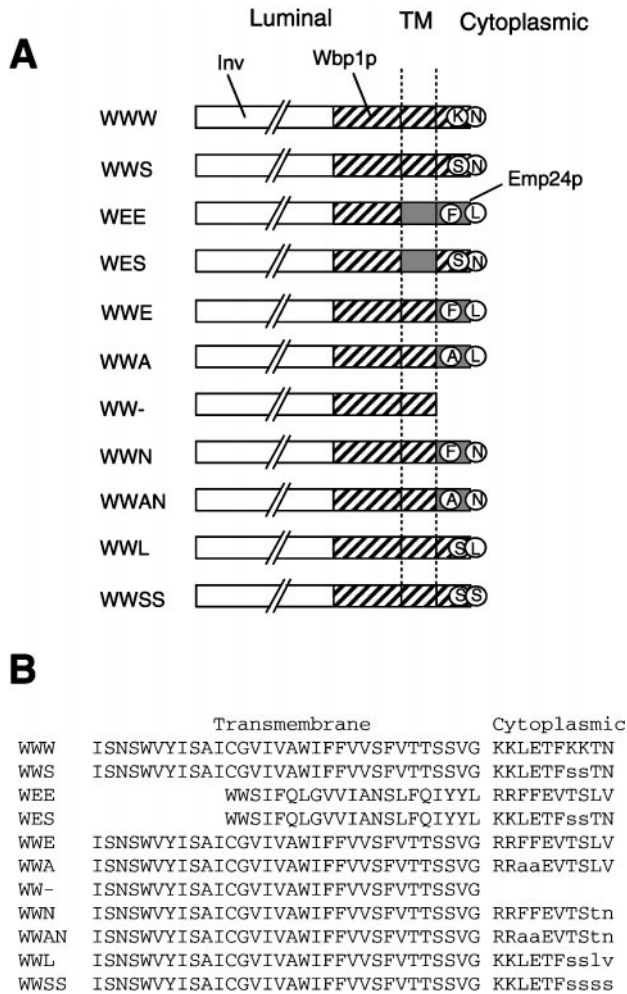 Luminal TM Cytoplasmic
A
Inv Wbp1p
WWW K N
WWS S N
Emp24p
WEE F L
WES S N
WWE F L
WWA A L
WW-
WWN F N
WWAN A N
WWL S L
WWSS S S
B
Transmembrane Cytoplasmic
WWW ISNSWVYISAICGVIVAWIFFVVSFVTTSSVG KKLETFKKTN
WWS ISNSWVYISAICGVIVAWIFFVVSFVTTSSVG KKLETFssTN
WEE WWSIFQLGVVIANSLFQIYYL RRFFEVTSLV
WES WWSIFQLGVVIANSLFQIYYL KKLETFssTN
WWE ISNSWVYISAICGVIVAWIFFVVSFVTTSSVG RRFFEVTSLV
WWA ISNSWVYISAICGVIVAWIFFVVSFVTTSSVG RRaaEVTSLV
WW- ISNSWVYISAICGVIVAWIFFVVSFVTTSSVG
WWN ISNSWVYISAICGVIVAWIFFVVSFVTTSSVG RRFFEVTStn
WWAN ISNSWVYISAICGVIVAWIFFVVSFVTTSSVG RRaaEVTStn
WWL ISNSWVYISAICGVIVAWIFFVVSFVTTSSVG KKLETFsslv
WWSS ISNSWVYISAICGVIVAWIFFVVSFVTTSSVG KKLETFssss